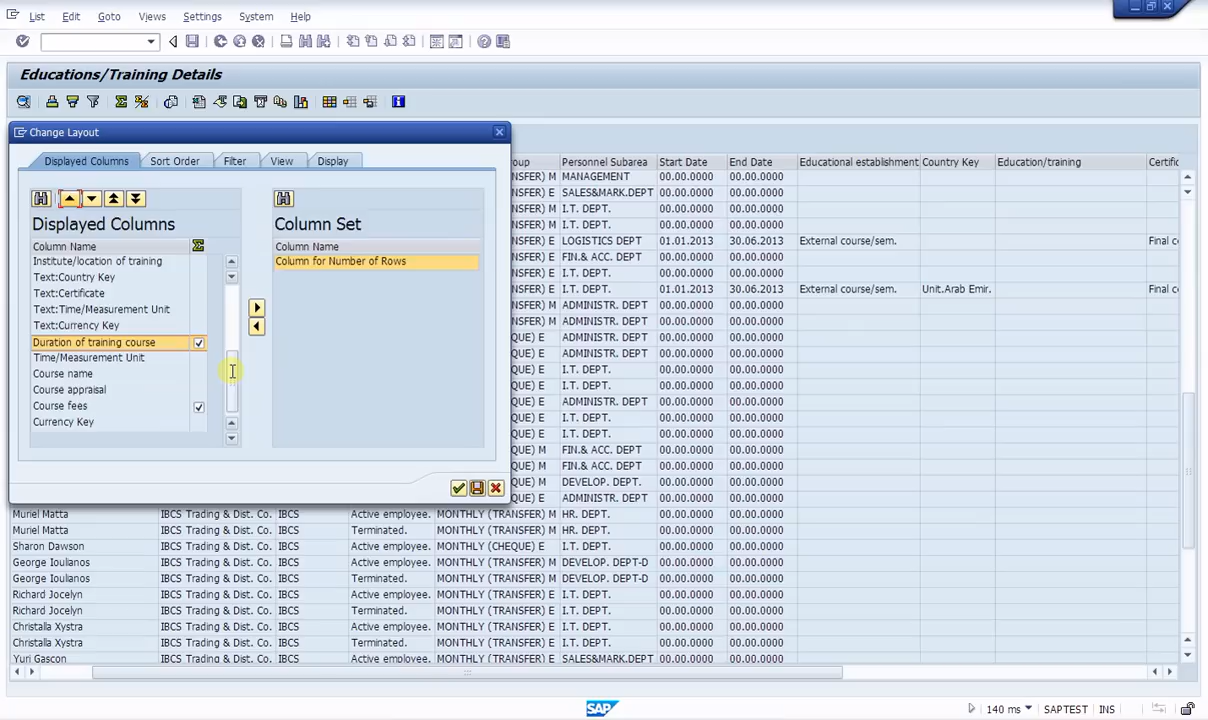 List Edit Goto Views Settings System Help
Educations/Training Details
Change Layout
Displayed Columns Sort Order Filter View Display
Displayed Columns Column Set
Column Name Column Name
Institute/location of training Column for Number of Rows
Text:Country Key
Text:Certificate
Text:Time/Measurement Unit
Text:Currency Key
Duration of training course
Time/Measurement Unit
Course name
Course appraisal
Course fees
Currency Key
oup Personnel Subarea Start Date End Date Educational establishment Country Key Education/training Certific
NSFER) M MANAGEMENT 00.00.0000 00.00.0000
NSFER) E SALES&MARK.DEPT 00.00.0000 00.00.0000
NSFER) M I.T. DEPT. 00.00.0000 00.00.0000
NSFER) M I.T. DEPT. 00.00.0000 00.00.0000
NSFER) E LOGISTICS DEPT 01.01.2013 30.06.2013 External course/sem. Final co
NSFER) E FIN.& ACC. DEPT 00.00.0000 00.00.0000
NSFER) E I.T. DEPT. 00.00.0000 00.00.0000
NSFER) E I.T. DEPT. 01.01.2013 30.06.2013 External course/sem. Unit.Arab Emir. Final co
NSFER) M ADMINISTR. DEPT 00.00.0000 00.00.0000
NSFER) M ADMINISTR. DEPT 00.00.0000 00.00.0000
QUE) E ADMINISTR. DEPT 00.00.0000 00.00.0000
QUE) E ADMINISTR. DEPT 00.00.0000 00.00.0000
QUE) E I.T. DEPT. 00.00.0000 00.00.0000
QUE) E I.T. DEPT. 00.00.0000 00.00.0000
QUE) E ADMINISTR. DEPT 00.00.0000 00.00.0000
QUE) E I.T. DEPT. 00.00.0000 00.00.0000
QUE) E I.T. DEPT. 00.00.0000 00.00.0000
QUE) M FIN.& ACC. DEPT 00.00.0000 00.00.0000
QUE) M FIN.& ACC. DEPT 00.00.0000 00.00.0000
QUE) M DEVELOP. DEPT 00.00.0000 00.00.0000
QUE) E ADMINISTR. DEPT 00.00.0000 00.00.0000
Muriel Matta IBCS Trading & Dist. Co. IBCS Active employee. MONTHLY (TRANSFER) M HR. DEPT. 00.00.0000 00.00.0000
Muriel Matta IBCS Trading & Dist. Co. IBCS Terminated. MONTHLY (TRANSFER) M HR. DEPT. 00.00.0000 00.00.0000
Sharon Dawson IBCS Trading & Dist. Co. IBCS Active employee. MONTHLY (CHEQUE) E I.T. DEPT. 00.00.0000 00.00.0000
George Ioulianos IBCS Trading & Dist. Co. IBCS Active employee. MONTHLY (TRANSFER) M DEVELOP. DEPT-D 00.00.0000 00.00.0000
George Ioulianos IBCS Trading & Dist. Co. IBCS Terminated. MONTHLY (TRANSFER) M DEVELOP. DEPT-D 00.00.0000 00.00.0000
Richard Jocelyn IBCS Trading & Dist. Co. IBCS Active employee. MONTHLY (TRANSFER) E I.T. DEPT. 00.00.0000 00.00.0000
Richard Jocelyn IBCS Trading & Dist. Co. IBCS Terminated. MONTHLY (TRANSFER) E I.T. DEPT. 00.00.0000 00.00.0000
Christalla Xystra IBCS Trading & Dist. Co. IBCS Active employee. MONTHLY (TRANSFER) E I.T. DEPT. 00.00.0000 00.00.0000
Christalla Xystra IBCS Trading & Dist. Co. IBCS Terminated. MONTHLY (TRANSFER) E I.T. DEPT. 00.00.0000 00.00.0000
Yuri Gascon IBCS Trading & Dist. Co. IBCS Active employee. MONTHLY (TRANSFER) E SALES&MARK.DEPT 00.00.0000 00.00.0000
SAP 140 ms SAPTEST INS